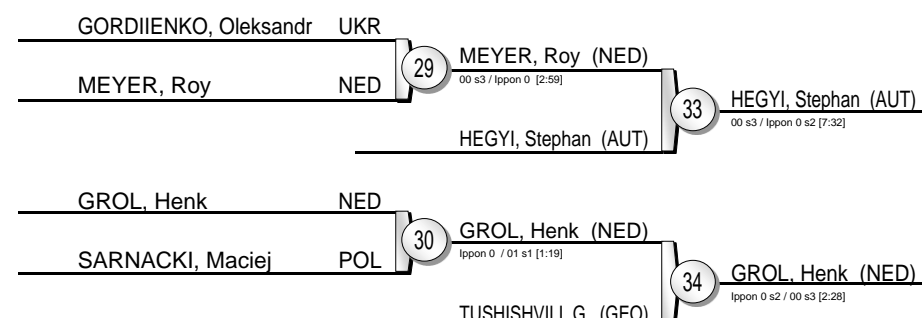 GORDIIENKO, Oleksandr UKR
MEYER, Roy NED
29
MEYER, Roy (NED)
00 s3 / Ippon 0 [2:59]
HEGYI, Stephan (AUT)
33
HEGYI, Stephan (AUT)
00 s3 / Ippon 0 s2 [7:32]
GROL, Henk NED
SARNACKI, Maciej POL
30
GROL, Henk (NED)
Ippon 0 / 01 s1 [1:19]
TUSHISHVILI, G. (GEO)
34
GROL, Henk (NED)
Ippon 0 s2 / 00 s3 [2:28]